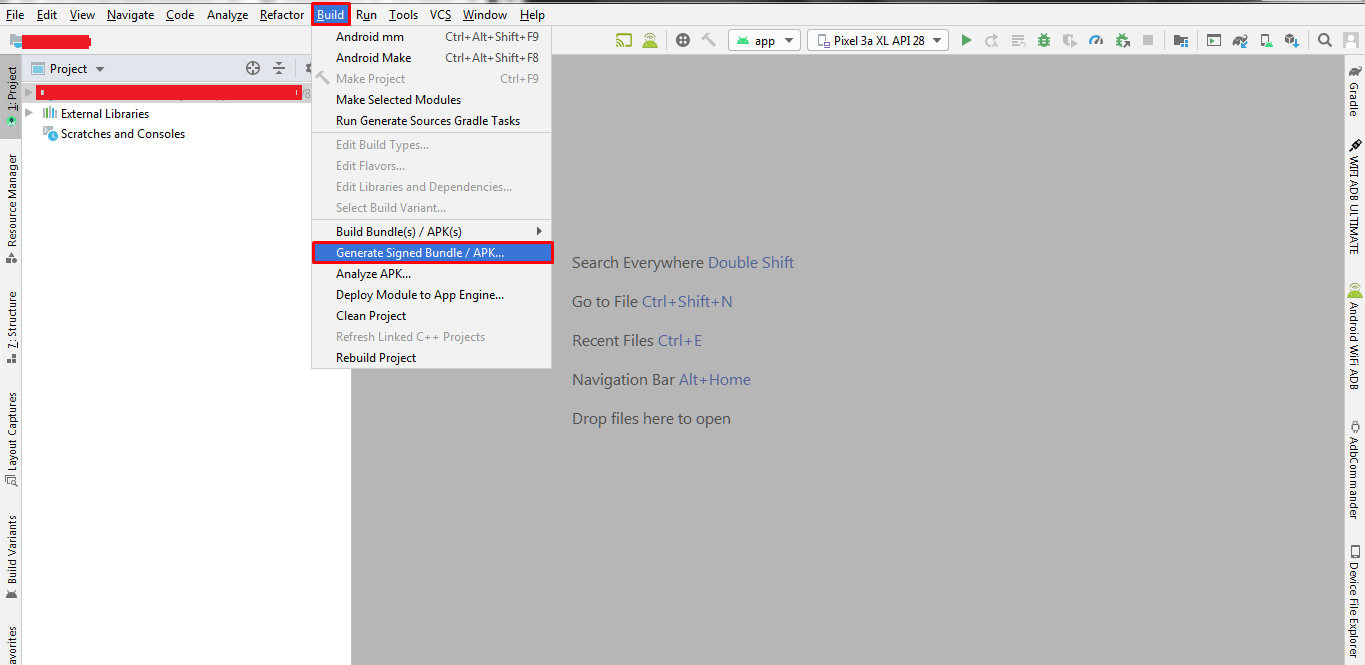 File Edit View Navigate Code Analyze Refactor Build Run Tools VCS Window Help
app
Pixel 3a XL API 28
Project
External Libraries
Scratches and Consoles
Android mm Ctrl+Alt+Shift+F9
Android Make Ctrl+Alt+Shift+F8
Make Project Ctrl+F9
Make Selected Modules
Run Generate Sources Gradle Tasks
Edit Build Types...
Edit Flavors...
Edit Libraries and Dependencies...
Select Build Variant...
Build Bundle(s) / APK(s)
Generate Signed Bundle / APK...
Analyze APK...
Deploy Module to App Engine...
Clean Project
Refresh Linked C++ Projects
Rebuild Project
Search Everywhere Double Shift
Go to File Ctrl+Shift+N
Recent Files Ctrl+E
Navigation Bar Alt+Home
Drop files here to open
1: Project
Resource Manager
7: Structure
Layout Captures
Build Variants
avorites
Gradle
WIFI ADB ULTIMATE
Android WiFi ADB
AdbCommander
Device File Explorer